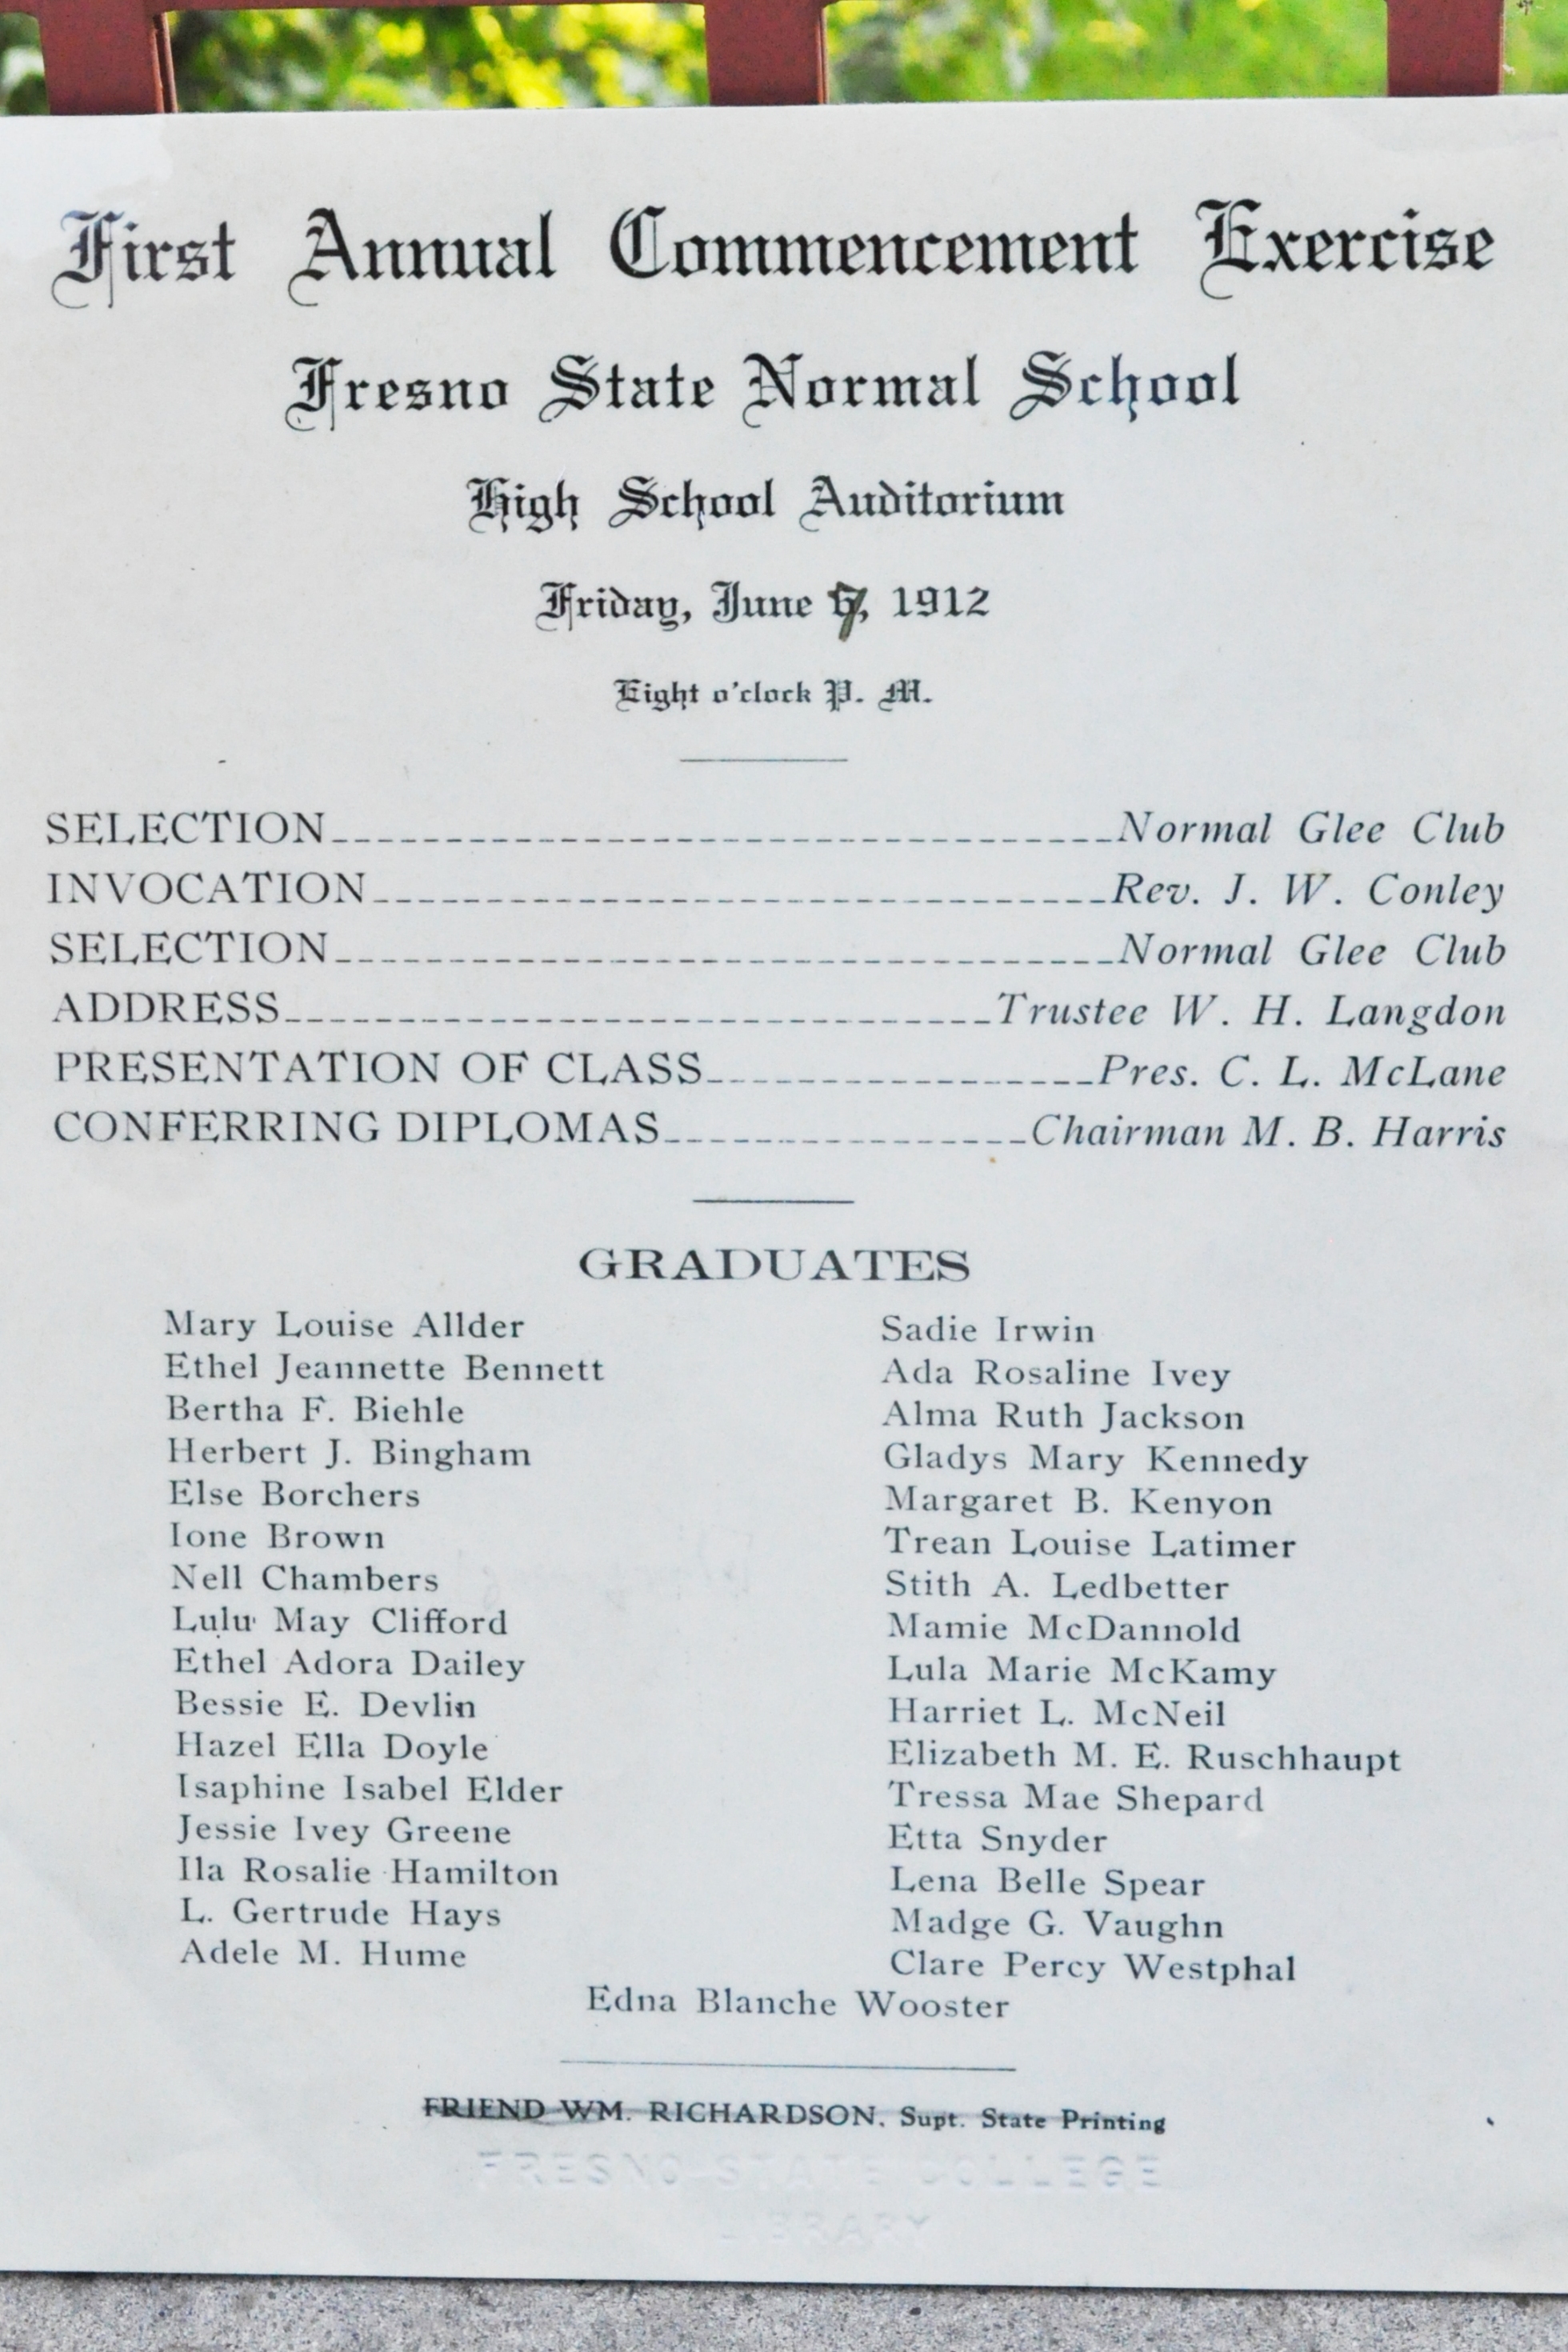 First Annual Commencement Exercise
Fresno State Normal School
High School Auditorium
Friday, June 7, 1912
Eight o'clock P. M.
SELECTION Normal Glee Club
INVOCATION Rev. J. W. Conley
SELECTION Normal Glee Club
ADDRESS Trustee W. H. Langdon
PRESENTATION OF CLASS Pres. C. L. McLane
CONFERRING DIPLOMAS Chairman M. B. Harris
GRADUATES
Mary Louise Allder
Ethel Jeannette Bennett
Bertha F. Biehle
Herbert J. Bingham
Else Borchers
Ione Brown
Nell Chambers
Lulu May Clifford
Ethel Adora Dailey
Bessie E. Devlin
Hazel Ella Doyle
Isaphine Isabel Elder
Jessie Ivey Greene
Ila Rosalie Hamilton
L. Gertrude Hays
Adele M. Hume
Sadie Irwin
Ada Rosaline Ivey
Alma Ruth Jackson
Gladys Mary Kennedy
Margaret B. Kenyon
Trean Louise Latimer
Stith A. Ledbetter
Mamie McDannold
Lula Marie McKamy
Harriet L. McNeil
Elizabeth M. E. Ruschhaupt
Tressa Mae Shepard
Etta Snyder
Lena Belle Spear
Madge G. Vaughn
Clare Percy Westphal
Edna Blanche Wooster
FRIEND WM. RICHARDSON, Supt. State Printing
FRESNO STATE COLLEGE
LIBRARY